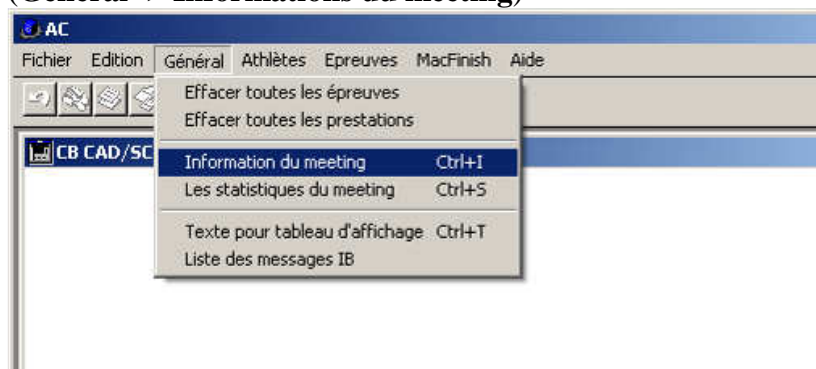 (Général → Informations du meeting)
AC
Fichier Edition Général Athlètes Epreuves MacFinish Aide
Effacer toutes les épreuves
Effacer toutes les prestations
CB CAD/SC
Information du meeting Ctrl+I
Les statistiques du meeting Ctrl+S
Texte pour tableau d'affichage Ctrl+T
Liste des messages IB